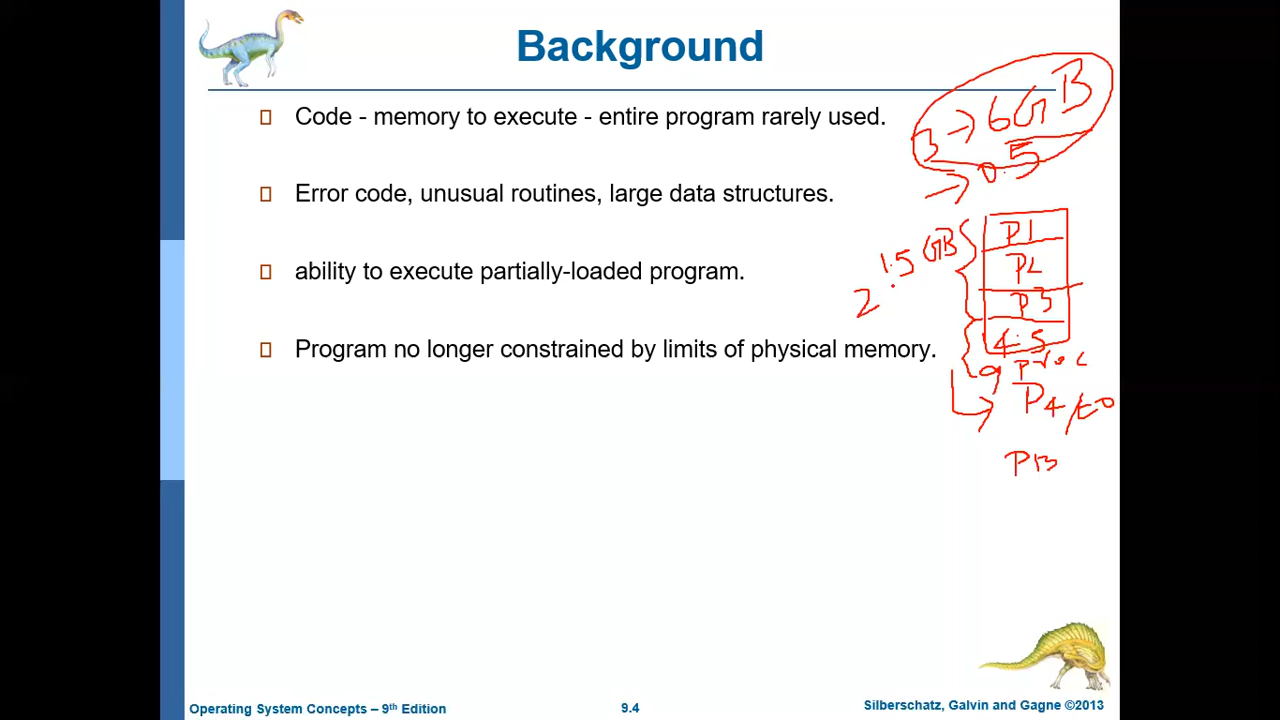 Background
Code - memory to execute - entire program rarely used.
Error code, unusual routines, large data structures.
ability to execute partially-loaded program.
Program no longer constrained by limits of physical memory.
3 → 6GB
→ 0.5
P1
1.5 GB
P2
2
P3
4.5
9 proc
P4
P13
Operating System Concepts – 9th Edition
9.4
Silberschatz, Galvin and Gagne ©2013